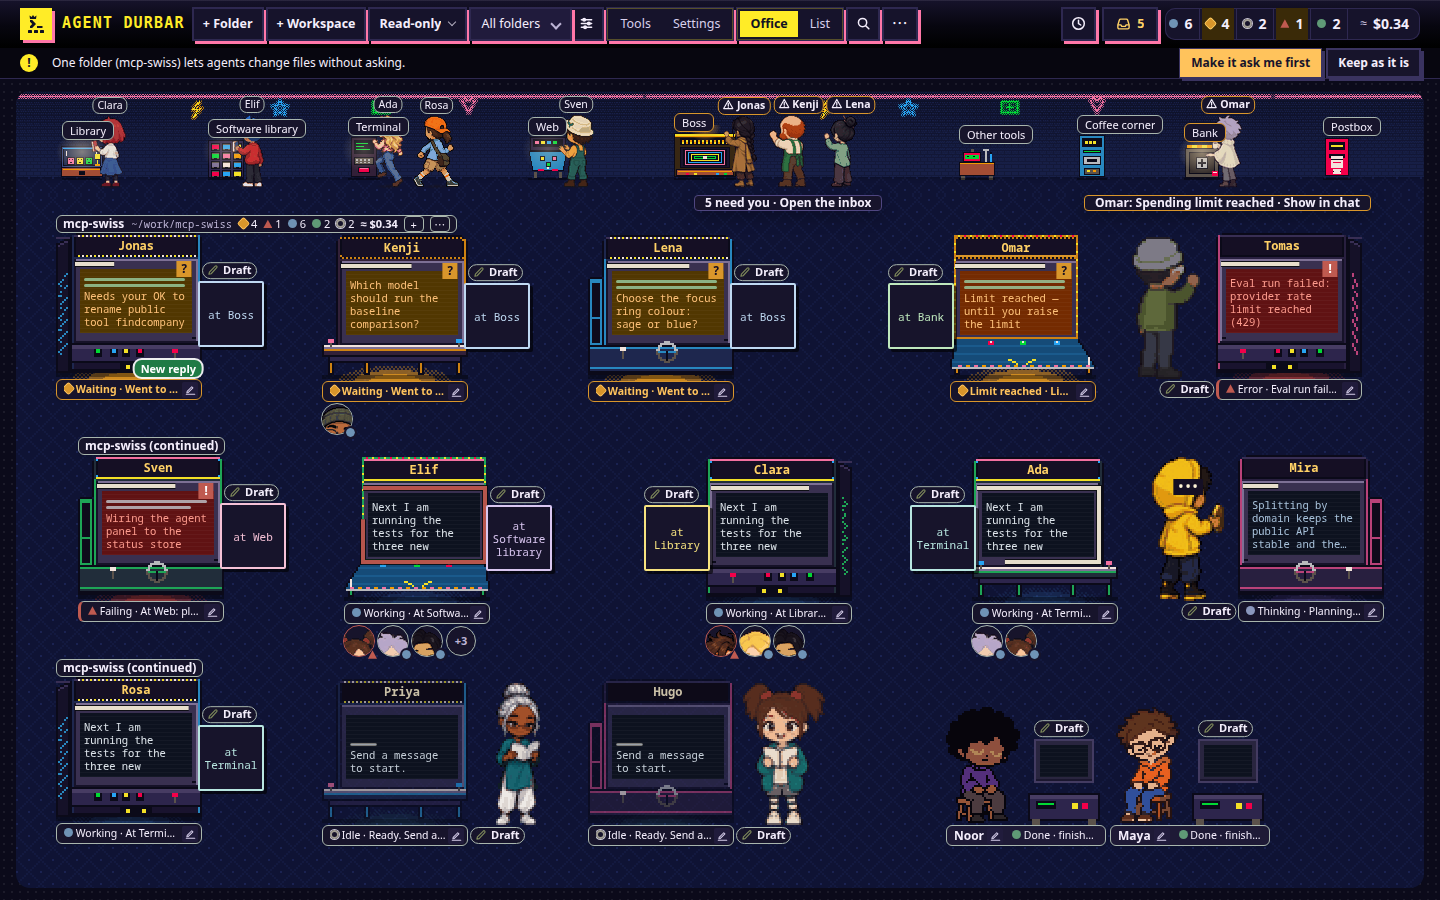 AGENT DURBAR
+ Folder
+ Workspace
Read-only
All folders
Tools
Settings
Office
List
5
6
4
2
1
2
≈ $0.34
! One folder (mcp-swiss) lets agents change files without asking.
Make it ask me first
Keep as it is
Clara
Elif
Ada
Rosa
Sven
Jonas
Kenji
Lena
Omar
Library
Software library
Terminal
Web
Boss
Other tools
Coffee corner
Bank
Postbox
5 need you · Open the inbox
Omar: Spending limit reached · Show in chat
mcp-swiss ~/work/mcp-swiss 4 1 6 2 2 ≈ $0.34 + ...
Jonas
?
Needs your OK to
rename public
tool findcompany
Draft
at Boss
New reply
Waiting · Went to ...
Kenji
?
Which model
should run the
baseline
comparison?
Draft
at Boss
Waiting · Went to ...
Lena
?
Choose the focus
ring colour:
sage or blue?
Draft
at Boss
Waiting · Went to ...
Draft
at Bank
Omar
?
Limit reached —
until you raise
the limit
Limit reached · Li...
Tomas
!
Eval run failed:
provider rate
limit reached
(429)
Draft
Error · Eval run fail...
mcp-swiss (continued)
Sven
!
Wiring the agent
panel to the
status store
Draft
at Web
Failing · At Web: pl...
Elif
Next I am
running the
tests for the
three new
Draft
at
Software
library
Working · At Softwa...
+3
Draft
at
Library
Clara
Next I am
running the
tests for the
three new
Working · At Librar...
Draft
at
Terminal
Ada
Next I am
running the
tests for the
three new
Working · At Termi...
Mira
Splitting by
domain keeps the
public API
stable and the…
Draft
Thinking · Planning...
mcp-swiss (continued)
Rosa
Next I am
running the
tests for the
three new
Draft
at
Terminal
Working · At Termi...
Priya
Send a message
to start.
Idle · Ready. Send a...
Draft
Hugo
Send a message
to start.
Idle · Ready. Send a...
Draft
Draft
Noor
Done · finish...
Draft
Maya
Done · finish...